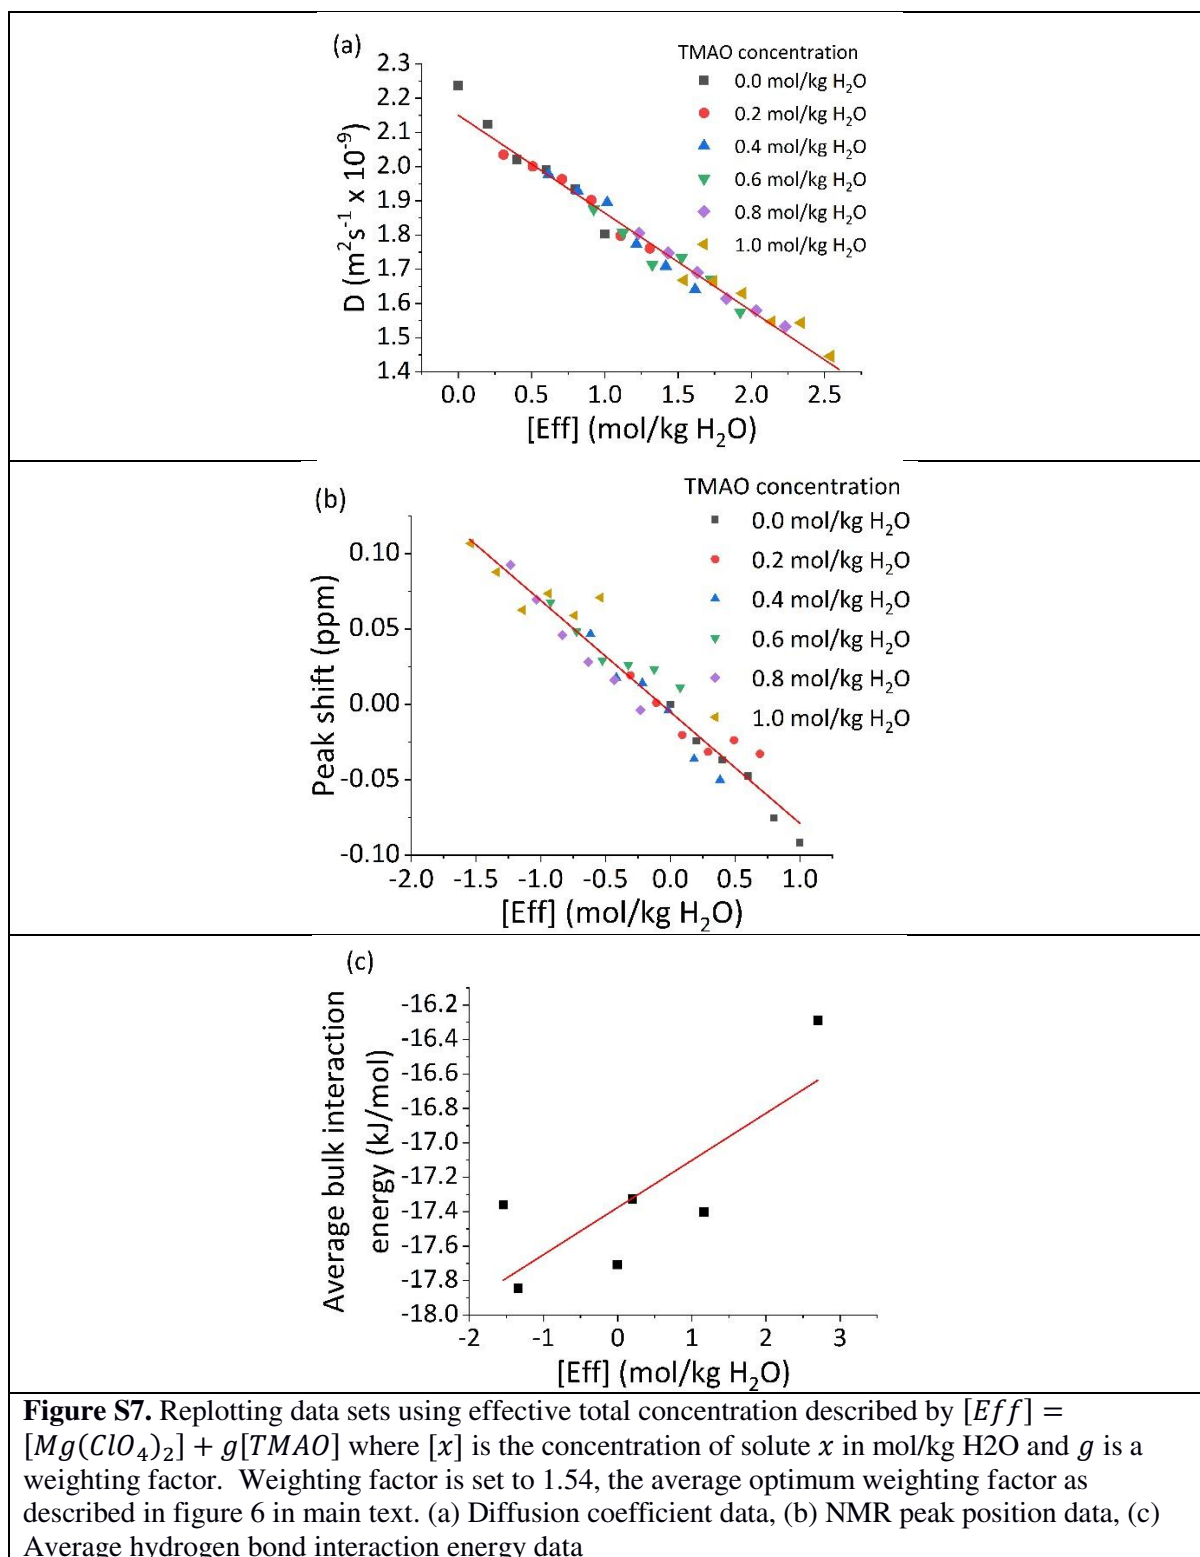 (a)
TMAO concentration
0.0 mol/kg H₂O
0.2 mol/kg H₂O
0.4 mol/kg H₂O
0.6 mol/kg H₂O
0.8 mol/kg H₂O
1.0 mol/kg H₂O
D (m²s⁻¹ x 10⁻⁹)
2.3
2.2
2.1
2.0
1.9
1.8
1.7
1.6
1.5
1.4
0.0 0.5 1.0 1.5 2.0 2.5
[Eff] (mol/kg H₂O)
(b)
TMAO concentration
0.0 mol/kg H₂O
0.2 mol/kg H₂O
0.4 mol/kg H₂O
0.6 mol/kg H₂O
0.8 mol/kg H₂O
1.0 mol/kg H₂O
Peak shift (ppm)
0.10
0.05
0.00
-0.05
-0.10
-2.0 -1.5 -1.0 -0.5 0.0 0.5 1.0
[Eff] (mol/kg H₂O)
(c)
Average bulk interaction
energy (kJ/mol)
-16.2
-16.4
-16.6
-16.8
-17.0
-17.2
-17.4
-17.6
-17.8
-18.0
-2 -1 0 1 2 3
[Eff] (mol/kg H₂O)
Figure S7. Replotting data sets using effective total concentration described by [Eff] =
[Mg(ClO₄)₂] + g[TMAO] where [x] is the concentration of solute x in mol/kg H2O and g is a
weighting factor. Weighting factor is set to 1.54, the average optimum weighting factor as
described in figure 6 in main text. (a) Diffusion coefficient data, (b) NMR peak position data, (c)
Average hydrogen bond interaction energy data